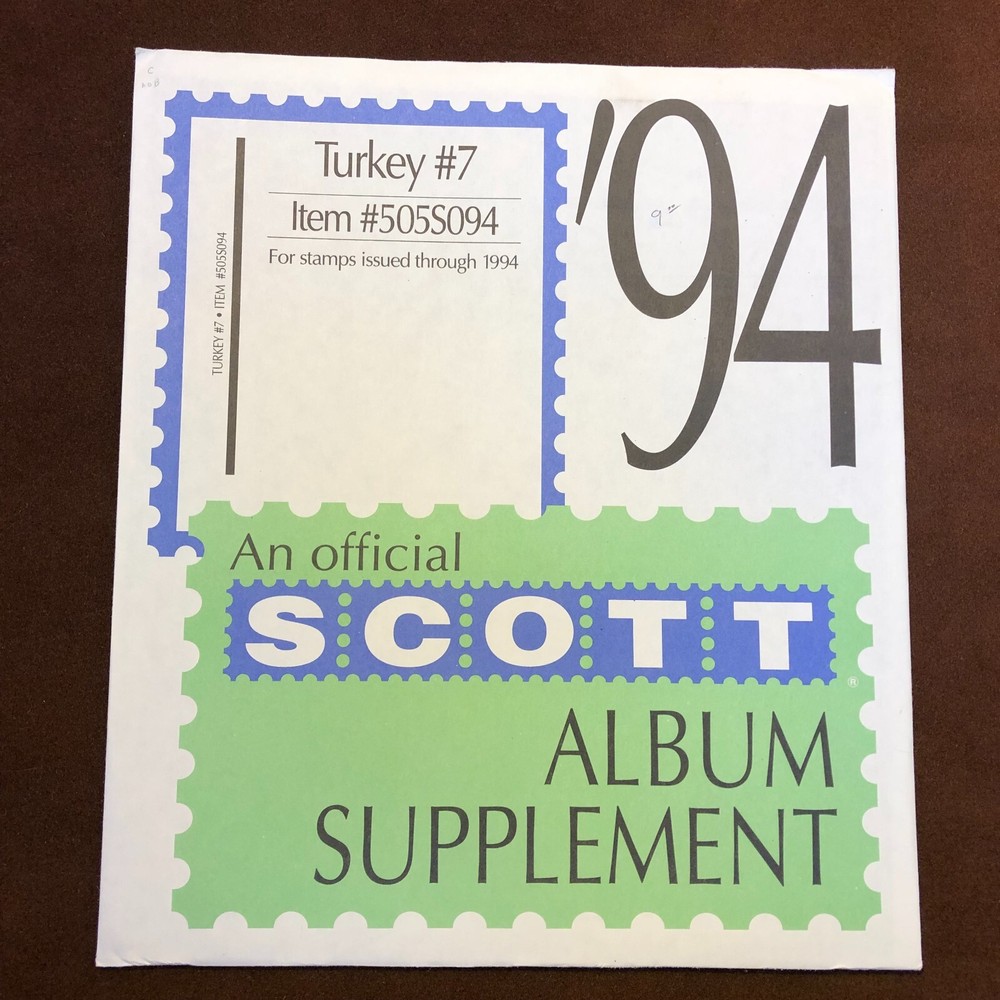 Turkey #7
Item #505S094
For stamps issued through 1994
TURKEY #7 • ITEM #505S094
'94
An official
SCOTT
®
ALBUM
SUPPLEMENT